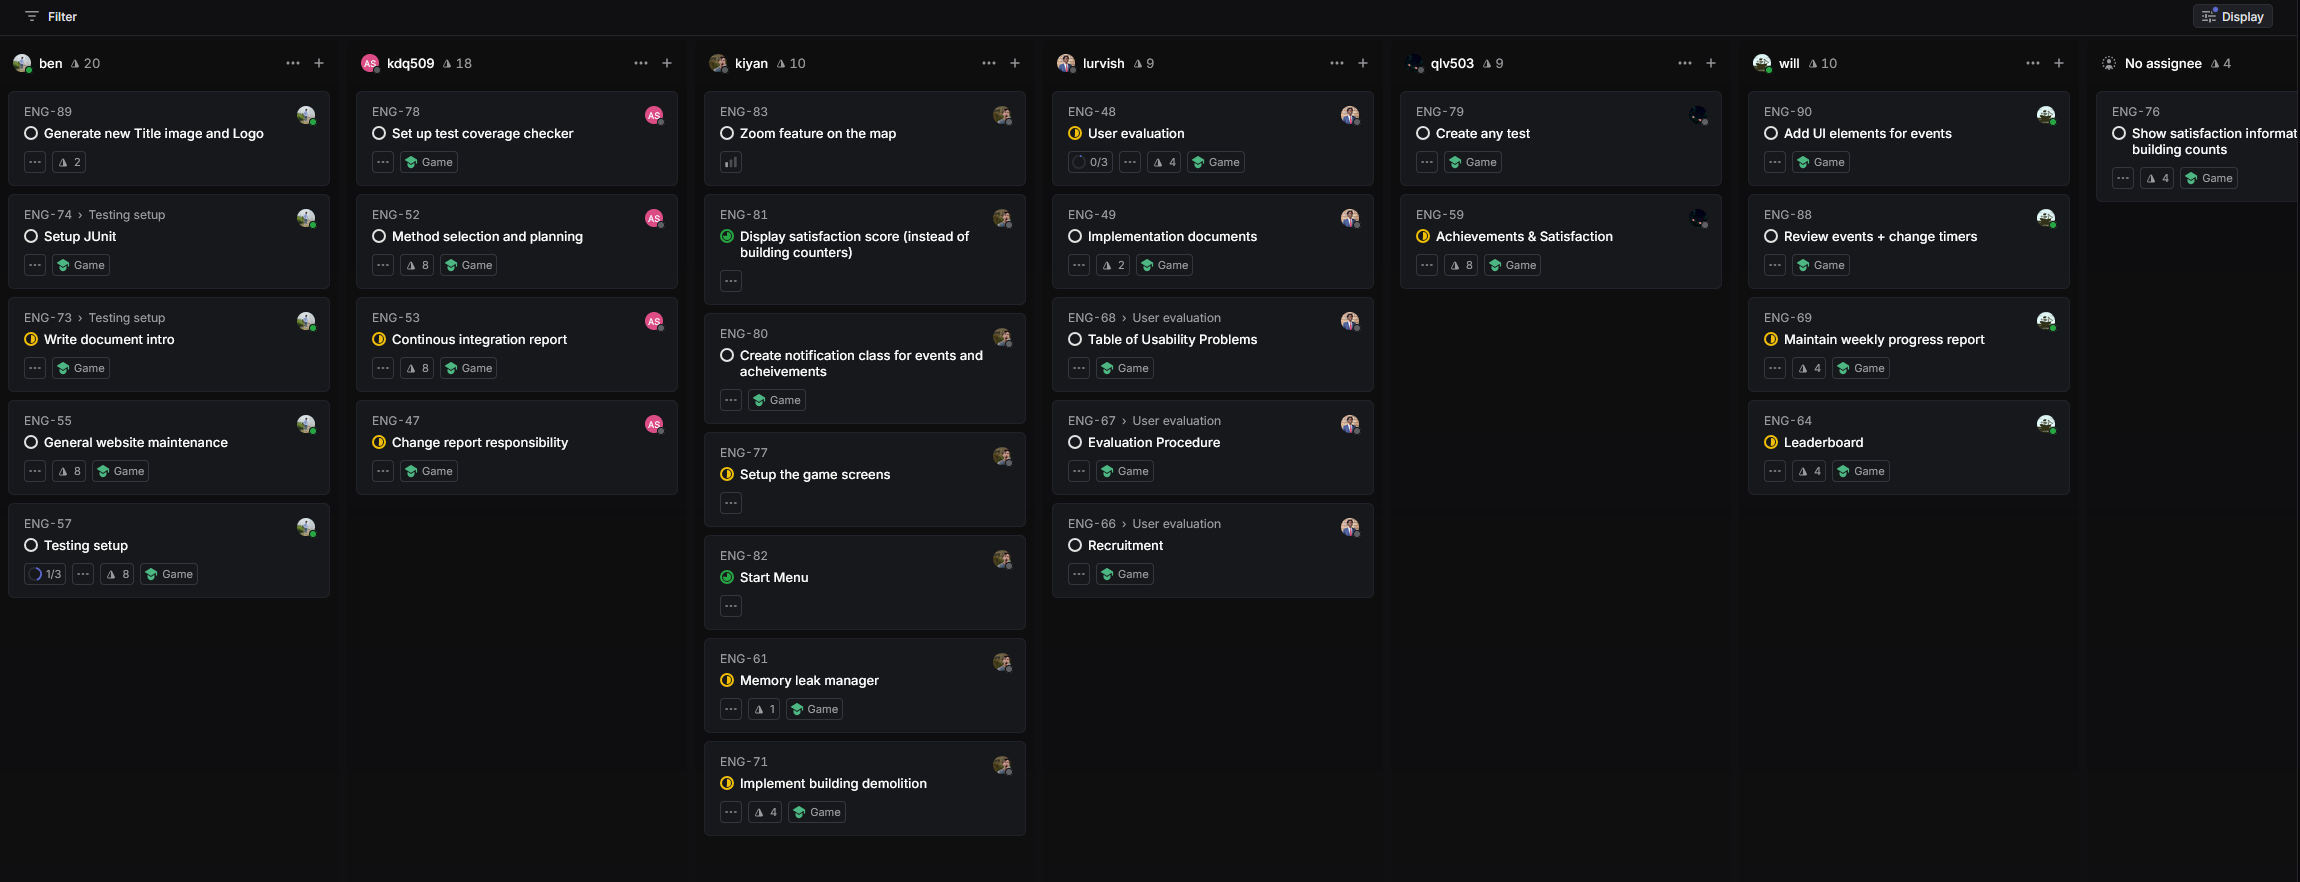 Filter
Display
ben 20
ENG-89
Generate new Title image and Logo
2
ENG-74 › Testing setup
Setup JUnit
Game
ENG-73 › Testing setup
Write document intro
Game
ENG-55
General website maintenance
8 Game
ENG-57
Testing setup
1/3 8 Game
AS kdq509 18
ENG-78 AS
Set up test coverage checker
Game
ENG-52 AS
Method selection and planning
8 Game
ENG-53 AS
Continous integration report
8 Game
ENG-47 AS
Change report responsibility
Game
kiyan 10
ENG-83
Zoom feature on the map
ENG-81
Display satisfaction score (instead of
building counters)
ENG-80
Create notification class for events and
acheivements
Game
ENG-77
Setup the game screens
ENG-82
Start Menu
ENG-61
Memory leak manager
1 Game
ENG-71
Implement building demolition
4 Game
lurvish 9
ENG-48
User evaluation
0/3 4 Game
ENG-49
Implementation documents
2 Game
ENG-68 › User evaluation
Table of Usability Problems
Game
ENG-67 › User evaluation
Evaluation Procedure
Game
ENG-66 › User evaluation
Recruitment
Game
qlv503 9
ENG-79
Create any test
Game
ENG-59
Achievements & Satisfaction
8 Game
will 10
ENG-90
Add UI elements for events
Game
ENG-88
Review events + change timers
Game
ENG-69
Maintain weekly progress report
4 Game
ENG-64
Leaderboard
4 Game
No assignee 4
ENG-76
Show satisfaction informat
building counts
4 Game